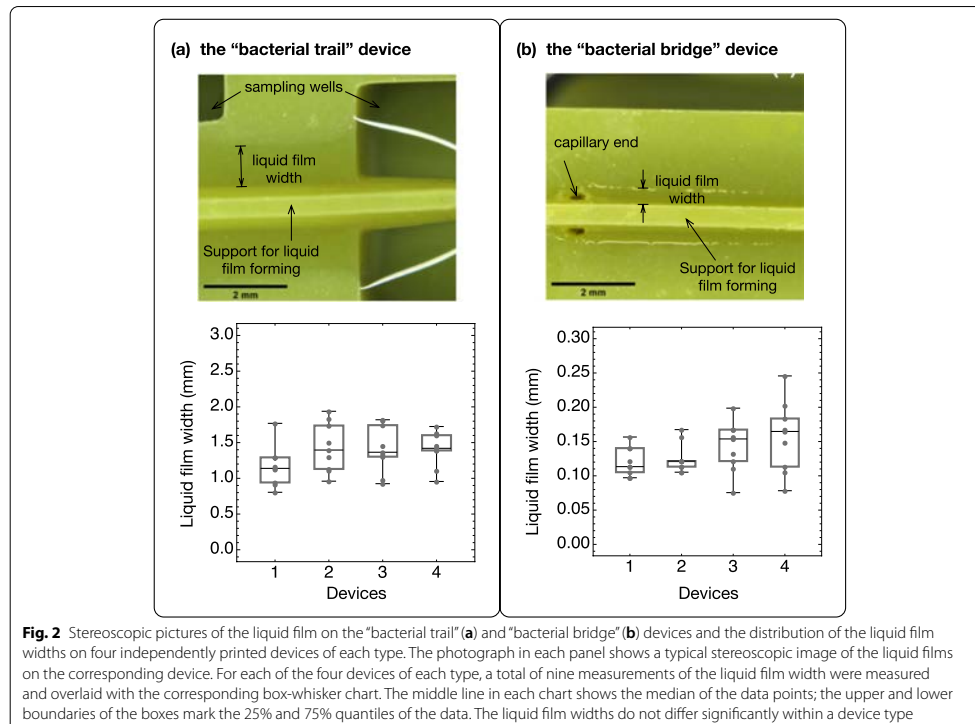 (a) the “bacterial trail” device
sampling wells
liquid film
width
Support for liquid
film forming
2 mm
3.0
2.5
2.0
1.5
1.0
0.5
0.0
Liquid film width (mm)
1 2 3 4
Devices
(b) the “bacterial bridge” device
capillary end
liquid film
width
Support for liquid
film forming
2 mm
0.30
0.25
0.20
0.15
0.10
0.05
0.00
Liquid film width (mm)
1 2 3 4
Devices
Fig. 2 Stereoscopic pictures of the liquid film on the “bacterial trail” (a) and “bacterial bridge” (b) devices and the distribution of the liquid film
widths on four independently printed devices of each type. The photograph in each panel shows a typical stereoscopic image of the liquid films
on the corresponding device. For each of the four devices of each type, a total of nine measurements of the liquid film width were measured
and overlaid with the corresponding box-whisker chart. The middle line in each chart shows the median of the data points; the upper and lower
boundaries of the boxes mark the 25% and 75% quantiles of the data. The liquid film widths do not differ significantly within a device type